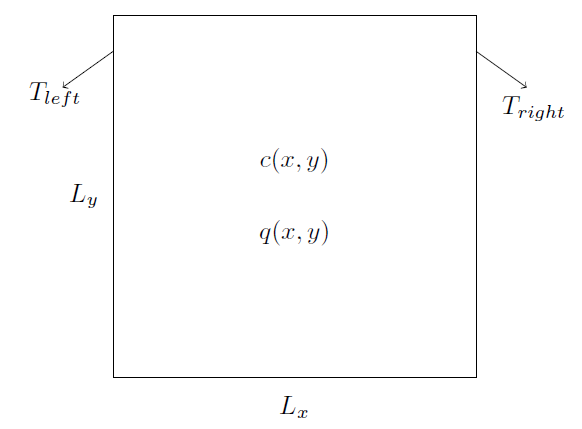 T_{left}
T_{right}
c(x, y)
L_y
q(x, y)
L_x